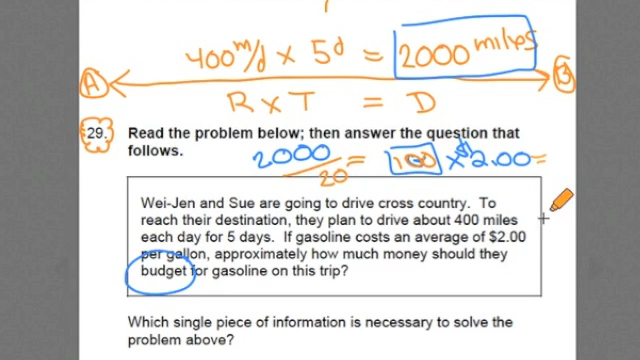 400 m/d x 5 d = 2000 miles
A B
R x T = D
29. Read the problem below; then answer the question that
follows.
2000/20 = 100 x $2.00 =
Wei-Jen and Sue are going to drive cross country. To
reach their destination, they plan to drive about 400 miles
each day for 5 days. If gasoline costs an average of $2.00
per gallon, approximately how much money should they
budget for gasoline on this trip?
Which single piece of information is necessary to solve the
problem above?